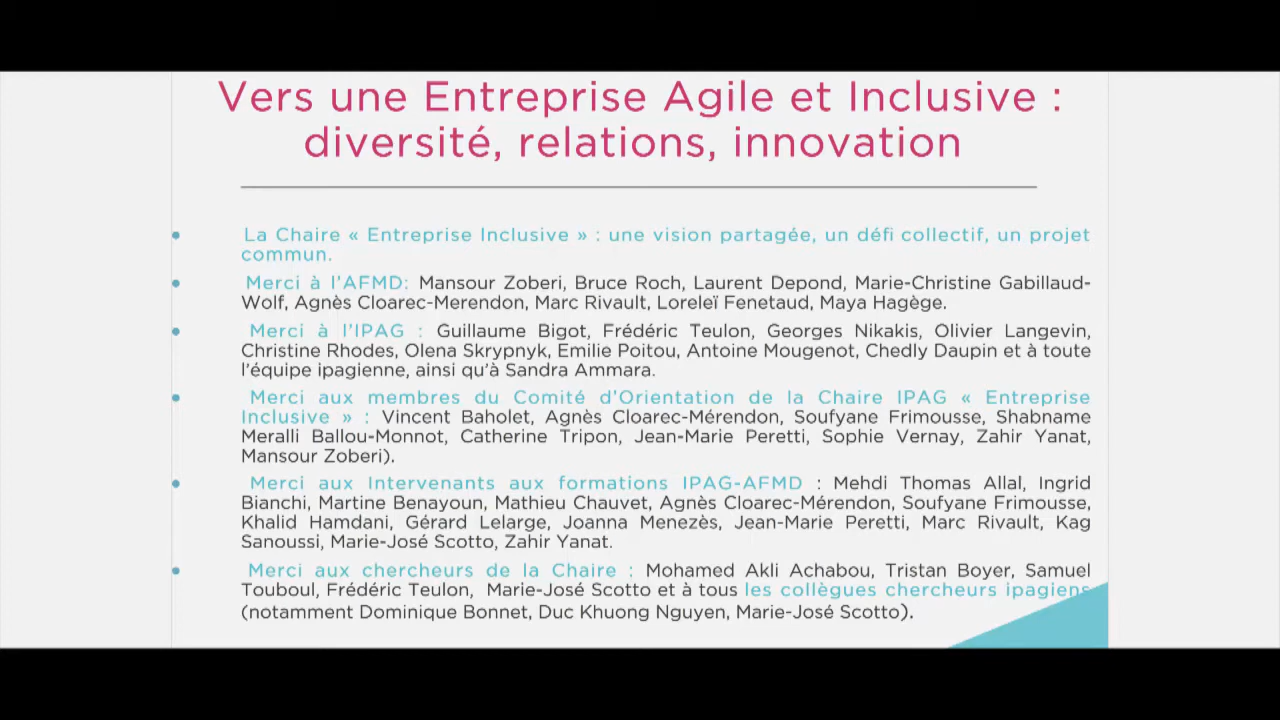 Vers une Entreprise Agile et Inclusive :
diversité, relations, innovation
• La Chaire « Entreprise Inclusive » : une vision partagée, un défi collectif, un projet
commun.
• Merci à l'AFMD: Mansour Zoberi, Bruce Roch, Laurent Depond, Marie-Christine Gabillaud-
Wolf, Agnès Cloarec-Merendon, Marc Rivault, Loreleï Fenetaud, Maya Hagège.
• Merci à l'IPAG : Guillaume Bigot, Frédéric Teulon, Georges Nikakis, Olivier Langevin,
Christine Rhodes, Olena Skrypnyk, Emilie Poitou, Antoine Mougenot, Chedly Daupin et à toute
l'équipe ipagienne, ainsi qu'à Sandra Ammara.
• Merci aux membres du Comité d'Orientation de la Chaire IPAG « Entreprise
Inclusive » : Vincent Baholet, Agnès Cloarec-Mérendon, Soufyane Frimousse, Shabname
Meralli Ballou-Monnot, Catherine Tripon, Jean-Marie Peretti, Sophie Vernay, Zahir Yanat,
Mansour Zoberi).
• Merci aux Intervenants aux formations IPAG-AFMD : Mehdi Thomas Allal, Ingrid
Bianchi, Martine Benayoun, Mathieu Chauvet, Agnès Cloarec-Mérendon, Soufyane Frimousse,
Khalid Hamdani, Gérard Lelarge, Joanna Menezès, Jean-Marie Peretti, Marc Rivault, Kag
Sanoussi, Marie-José Scotto, Zahir Yanat.
• Merci aux chercheurs de la Chaire : Mohamed Akli Achabou, Tristan Boyer, Samuel
Touboul, Frédéric Teulon, Marie-José Scotto et à tous les collègues chercheurs ipagiens
(notamment Dominique Bonnet, Duc Khuong Nguyen, Marie-José Scotto).